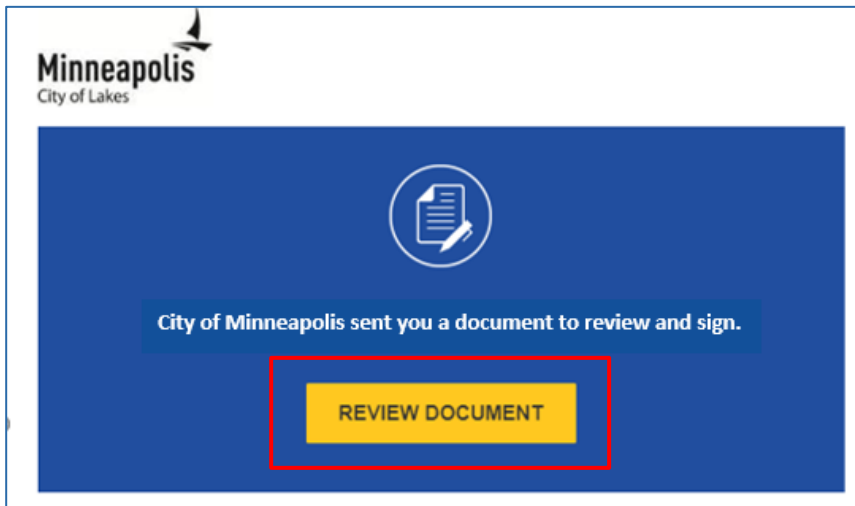 Minneapolis
City of Lakes
City of Minneapolis sent you a document to review and sign.
REVIEW DOCUMENT